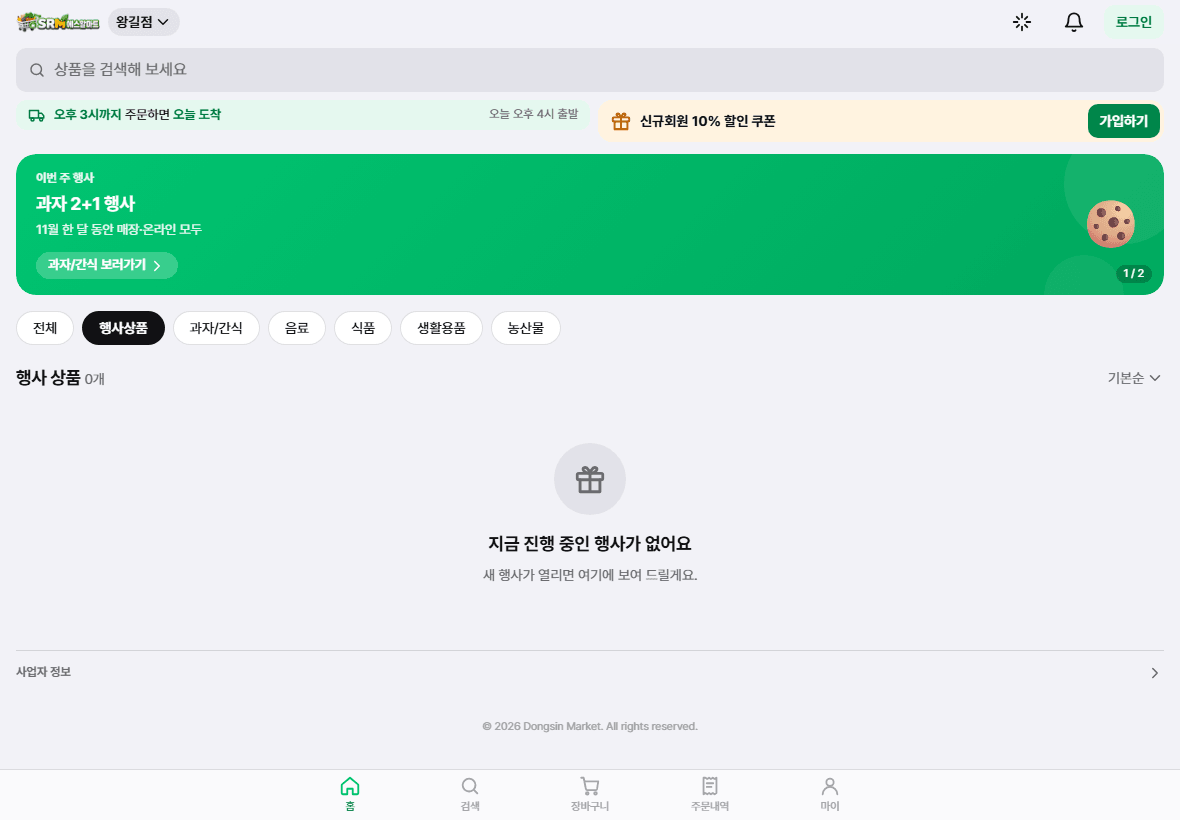 SRM에스알마트
왕길점
로그인
상품을 검색해 보세요
오후 3시까지 주문하면 오늘 도착
오늘 오후 4시 출발
신규회원 10% 할인 쿠폰
가입하기
이번 주 행사
과자 2+1 행사
11월 한 달 동안 매장·온라인 모두
과자/간식 보러가기
1 / 2
전체
행사상품
과자/간식
음료
식품
생활용품
농산물
행사 상품 0개
기본순
지금 진행 중인 행사가 없어요
새 행사가 열리면 여기에 보여 드릴게요.
사업자 정보
© 2026 Dongsin Market. All rights reserved.
홈
검색
장바구니
주문내역
마이